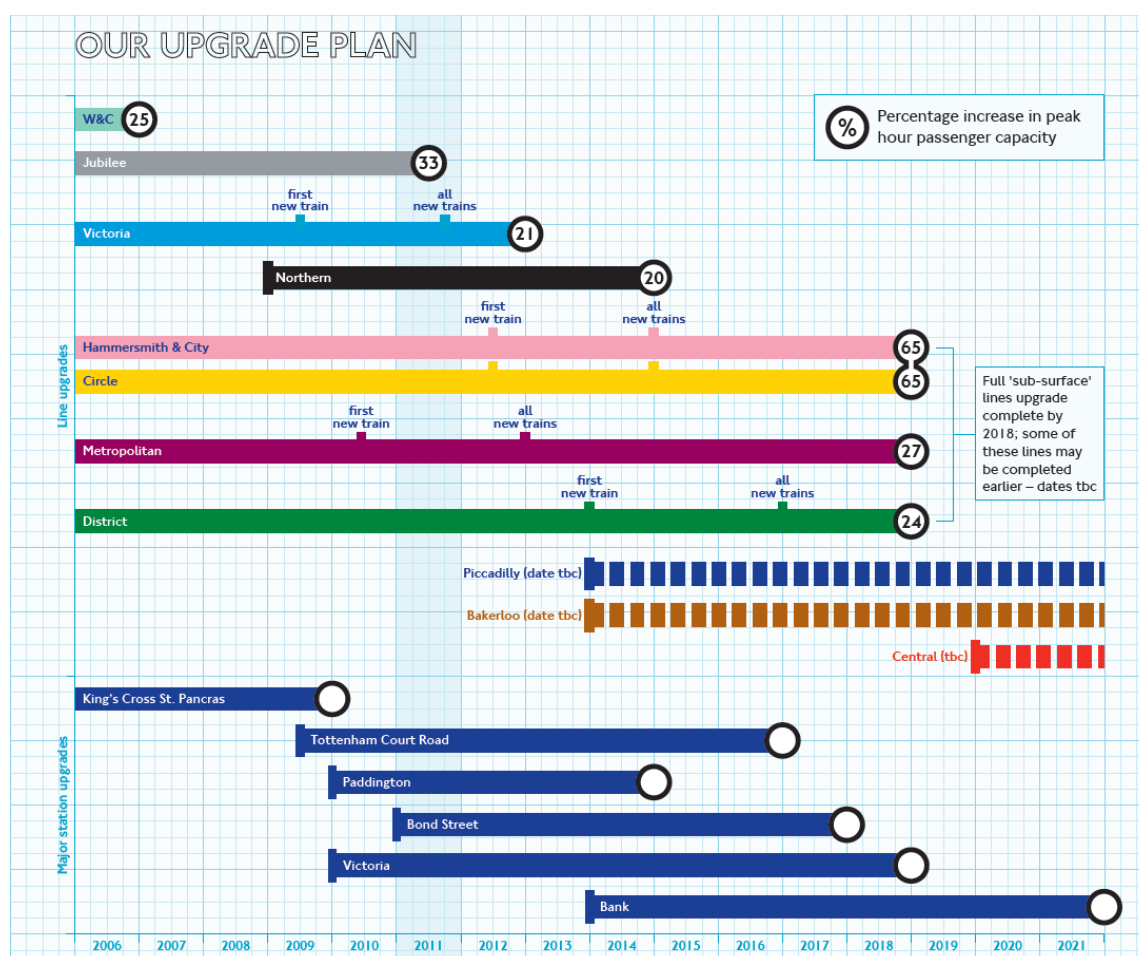 OUR UPGRADE PLAN
W&C 25
% Percentage increase in peak
hour passenger capacity
Jubilee 33
first
new train
all
new trains
Victoria 21
Northern 20
first
new train
all
new trains
Hammersmith & City 65
Circle 65
Full 'sub-surface'
lines upgrade
complete by
2018; some of
these lines may
be completed
earlier – dates tbc
first
new train
all
new trains
Metropolitan 27
first
new train
all
new trains
District 24
Line upgrades
Piccadilly (date tbc)
Bakerloo (date tbc)
Central (tbc)
King's Cross St. Pancras
Tottenham Court Road
Paddington
Bond Street
Victoria
Bank
Major station upgrades
2006 2007 2008 2009 2010 2011 2012 2013 2014 2015 2016 2017 2018 2019 2020 2021